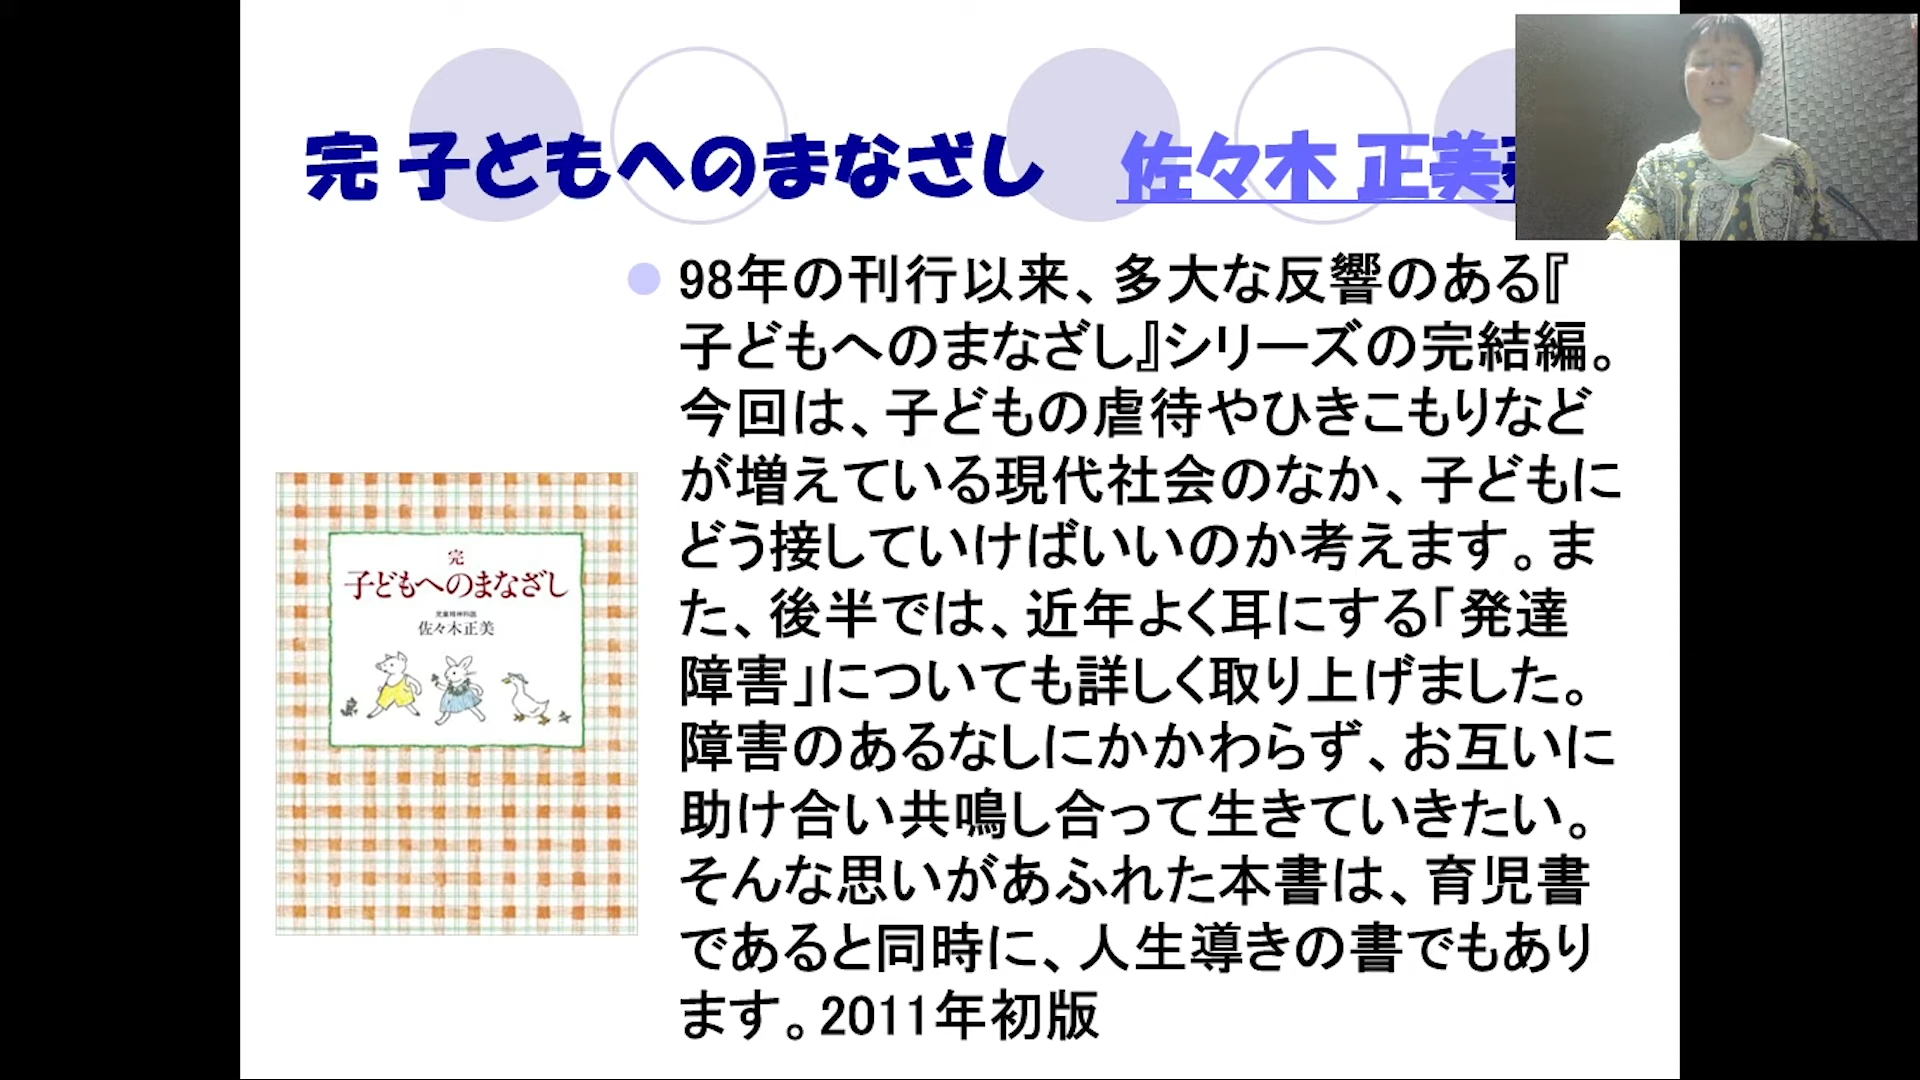 完 子どもへのまなざし 佐々木 正美
98年の刊行以来、多大な反響のある『
子どもへのまなざし』シリーズの完結編。
今回は、子どもの虐待やひきこもりなど
が増えている現代社会のなか、子どもに
どう接していけばいいのか考えます。ま
た、後半では、近年よく耳にする「発達
障害」についても詳しく取り上げました。
障害のあるなしにかかわらず、お互いに
助け合い共鳴し合って生きていきたい。
そんな思いがあふれた本書は、育児書
であると同時に、人生導きの書でもあり
ます。2011年初版
完
子どもへのまなざし
児童精神科医
佐々木正美